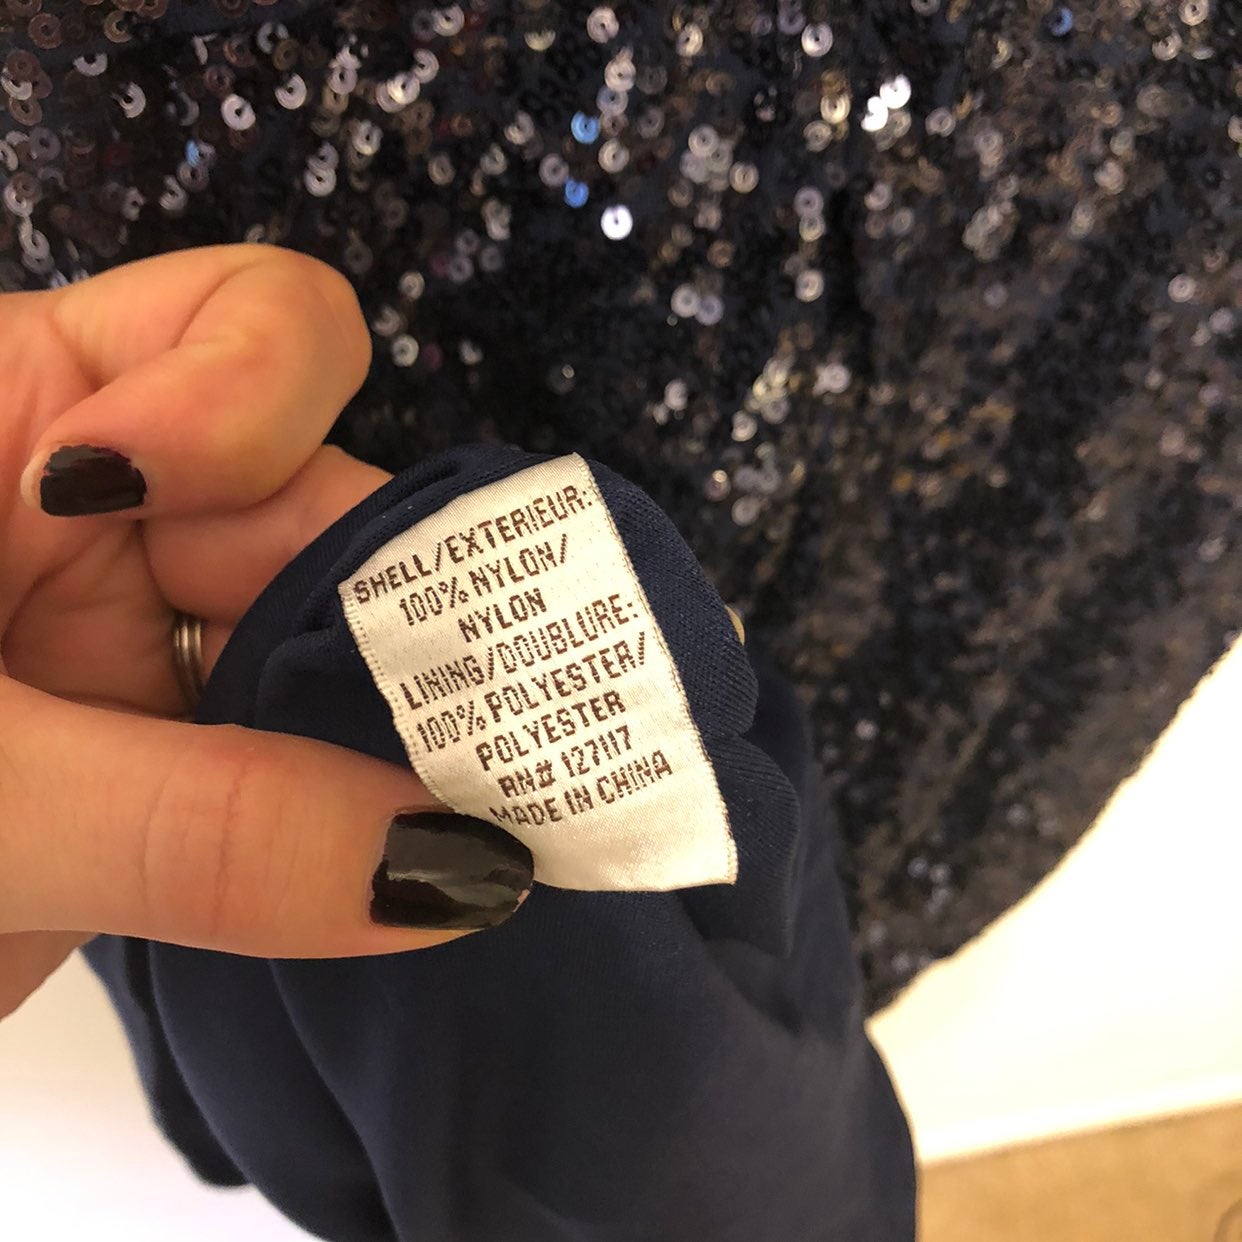 SHELL/EXTERIEUR:
100% NYLON/
NYLON
LINING/DOUBLURE:
100% POLYESTER/
POLYESTER
RN# 127117
MADE IN CHINA